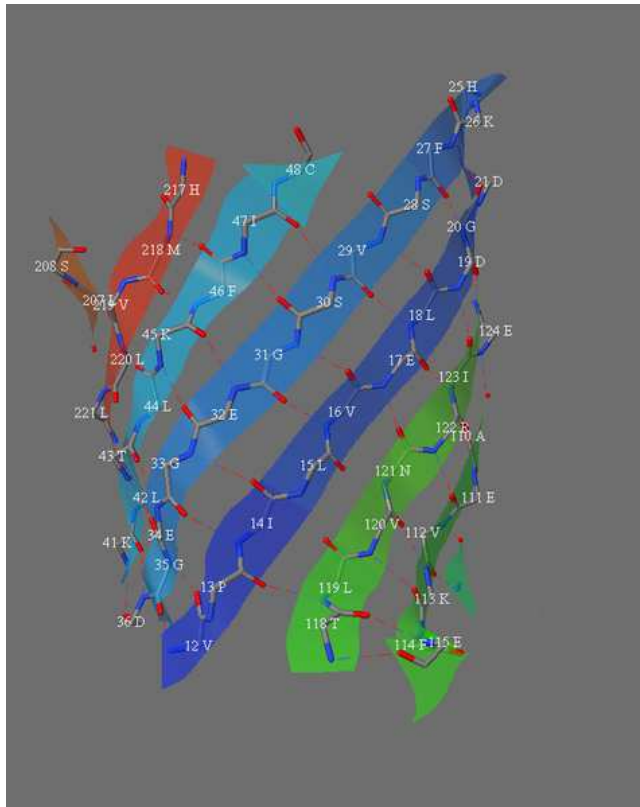 25 H
26 K
27 F
48 C
217 H
21 D
28 S
47 I
20 G
218 M
29 V
19 D
208 S
46 F
30 S
207 L
219 V
18 L
45 K
124 E
220 L
31 G
17 E
123 I
44 L
32 E
16 V
221 L
122 R
110 A
43 T
33 G
15 L
121 N
42 L
111 E
34 E
14 I
120 V
112 V
41 K
35 G
13 P
119 L
113 K
36 D
118 T
12 V
114 F
115 E